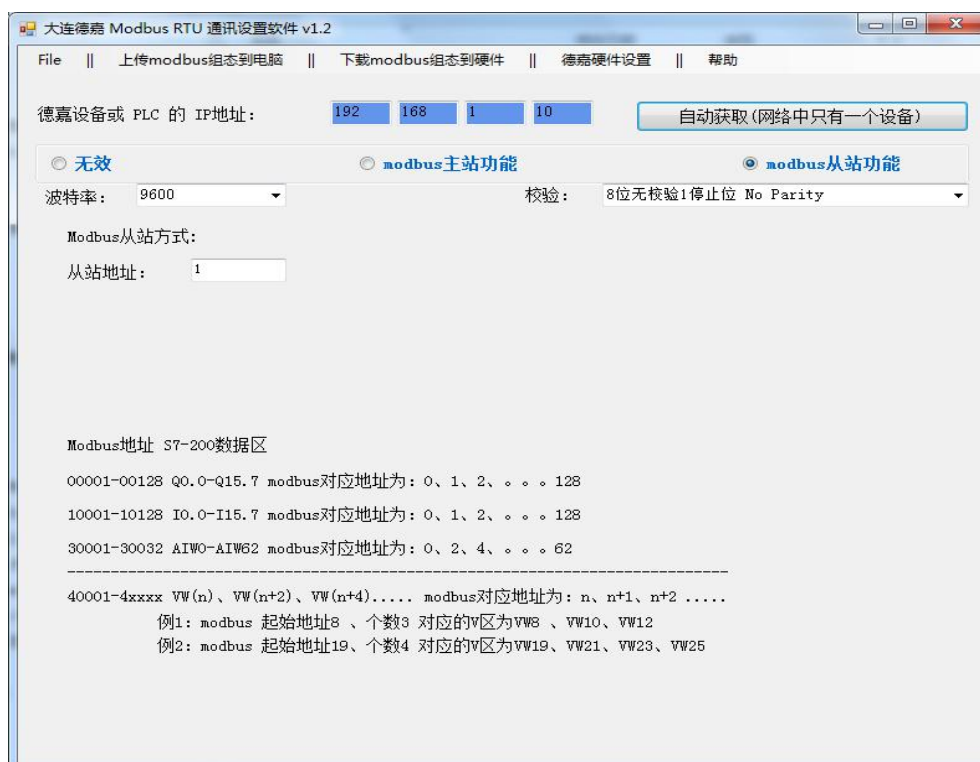 大连德嘉 Modbus RTU 通讯设置软件 v1.2
File || 上传modbus组态到电脑 || 下载modbus组态到硬件 || 德嘉硬件设置 || 帮助
德嘉设备或 PLC 的 IP地址: 192 168 1 10 自动获取(网络中只有一个设备)
无效 modbus主站功能 modbus从站功能
波特率: 9600 校验: 8位无校验1停止位 No Parity
Modbus从站方式:
从站地址: 1
Modbus地址 S7-200数据区
00001-00128 Q0.0-Q15.7 modbus对应地址为: 0、1、2、。。。128
10001-10128 I0.0-I15.7 modbus对应地址为: 0、1、2、。。。128
30001-30032 AIW0-AIW62 modbus对应地址为: 0、2、4、。。。62
--------------------------------------------------------------------------------
40001-4xxxx VW(n)、VW(n+2)、VW(n+4)..... modbus对应地址为: n、n+1、n+2 .....
例1: modbus 起始地址8 、个数3 对应的V区为VW8 、VW10、VW12
例2: modbus 起始地址19、个数4 对应的V区为VW19、VW21、VW23、VW25